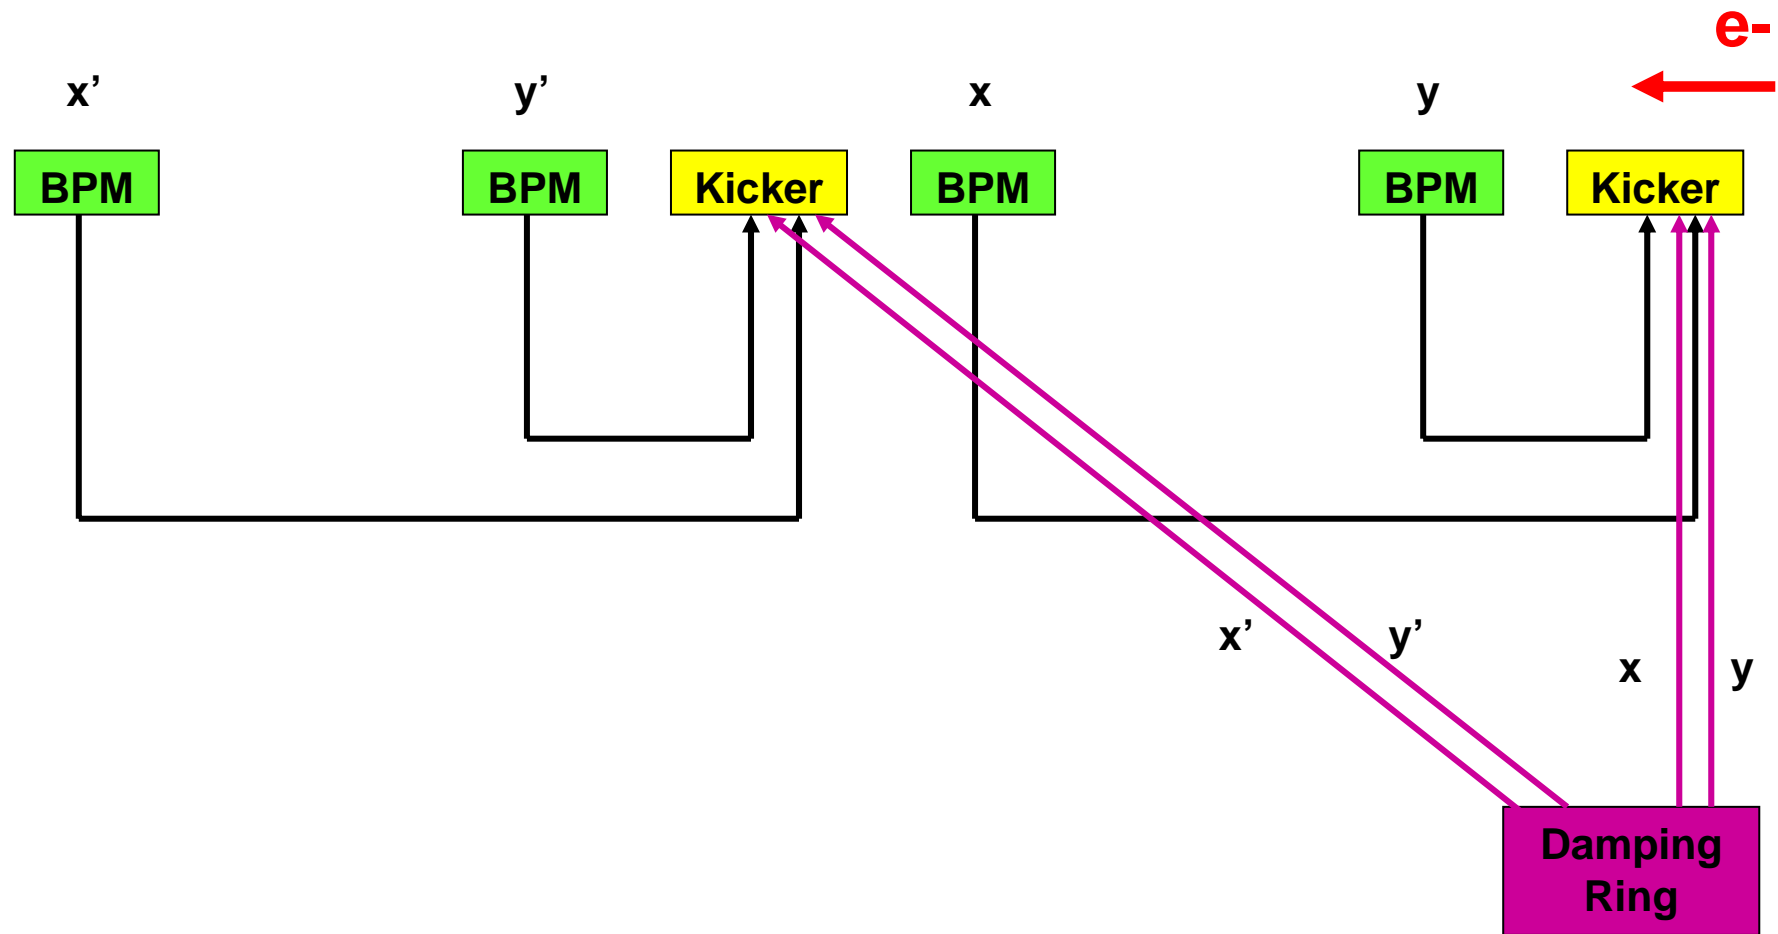 e-
x’
y’
x
y
BPM
BPM
Kicker
BPM
BPM
Kicker
x’
y’
x
y
Damping
Ring